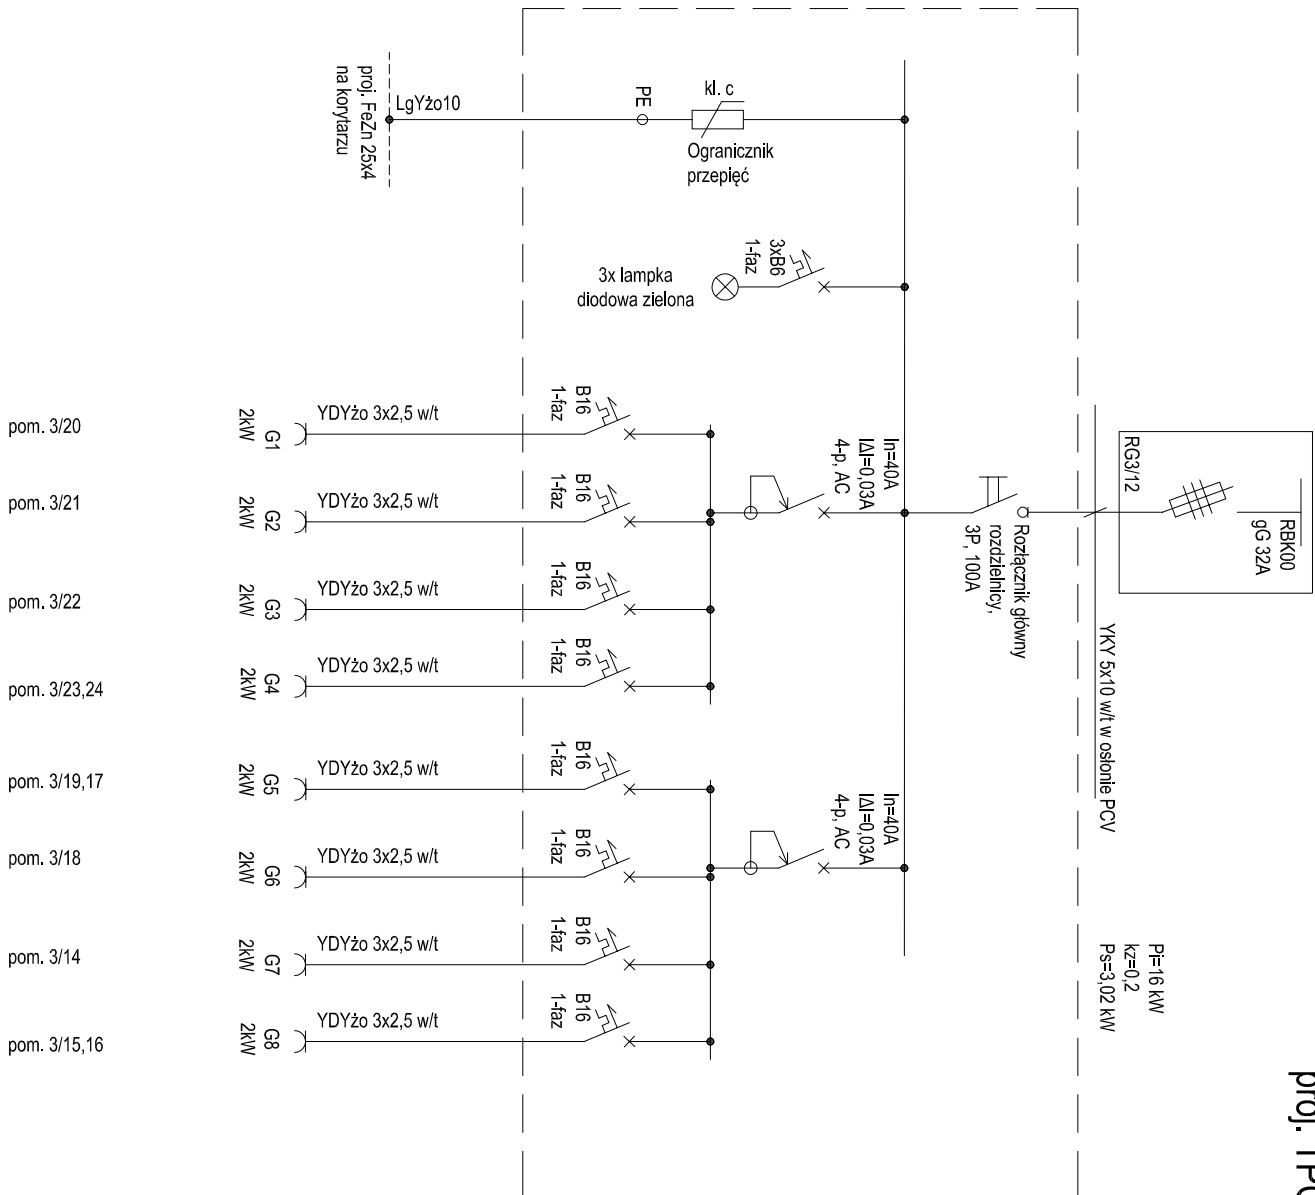 proj. FeZn 25x4
na korytarzu
LgYżo10
PE
kl. c
Ogranicznik
przepięć
3xB6
1-faz
3x lampka
diodowa zielona
pom. 3/20
2kW
G1
YDYżo 3x2,5 w/t
B16
1-faz
pom. 3/21
2kW
G2
YDYżo 3x2,5 w/t
B16
1-faz
pom. 3/22
2kW
G3
YDYżo 3x2,5 w/t
B16
1-faz
pom. 3/23,24
2kW
G4
YDYżo 3x2,5 w/t
B16
1-faz
In=40A
IΔI=0,03A
4-p, AC
Rozłącznik główny
rozdzielnicy,
3P, 100A
RG3/12
RBK00
gG 32A
YKY 5x10 w/t w osłonie PCV
pom. 3/19,17
2kW
G5
YDYżo 3x2,5 w/t
B16
1-faz
pom. 3/18
2kW
G6
YDYżo 3x2,5 w/t
B16
1-faz
pom. 3/14
2kW
G7
YDYżo 3x2,5 w/t
B16
1-faz
pom. 3/15,16
2kW
G8
YDYżo 3x2,5 w/t
B16
1-faz
In=40A
IΔI=0,03A
4-p, AC
Pi=16 kW
kz=0,2
Ps=3,02 kW
proj.